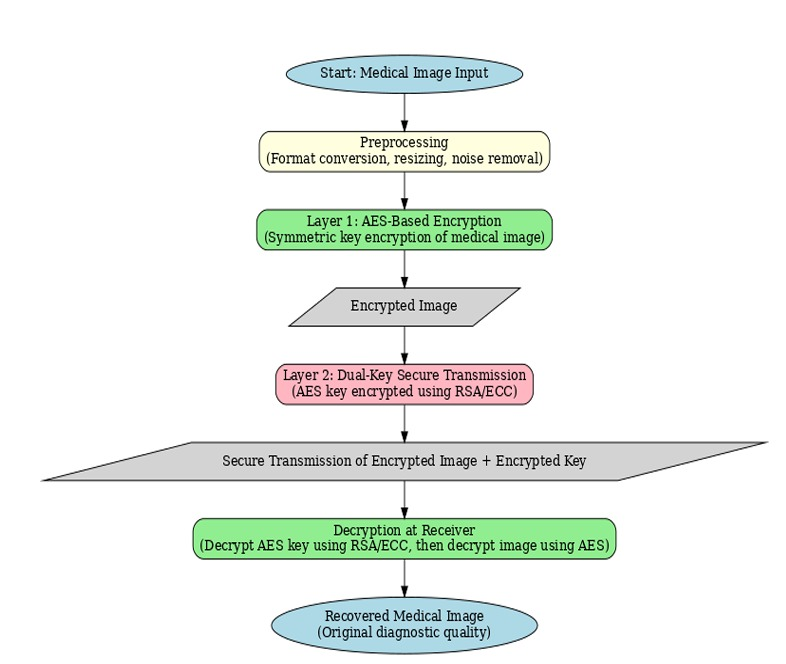 Start: Medical Image Input
Preprocessing
(Format conversion, resizing, noise removal)
Layer 1: AES-Based Encryption
(Symmetric key encryption of medical image)
Encrypted Image
Layer 2: Dual-Key Secure Transmission
(AES key encrypted using RSA/ECC)
Secure Transmission of Encrypted Image + Encrypted Key
Decryption at Receiver
(Decrypt AES key using RSA/ECC, then decrypt image using AES)
Recovered Medical Image
(Original diagnostic quality)